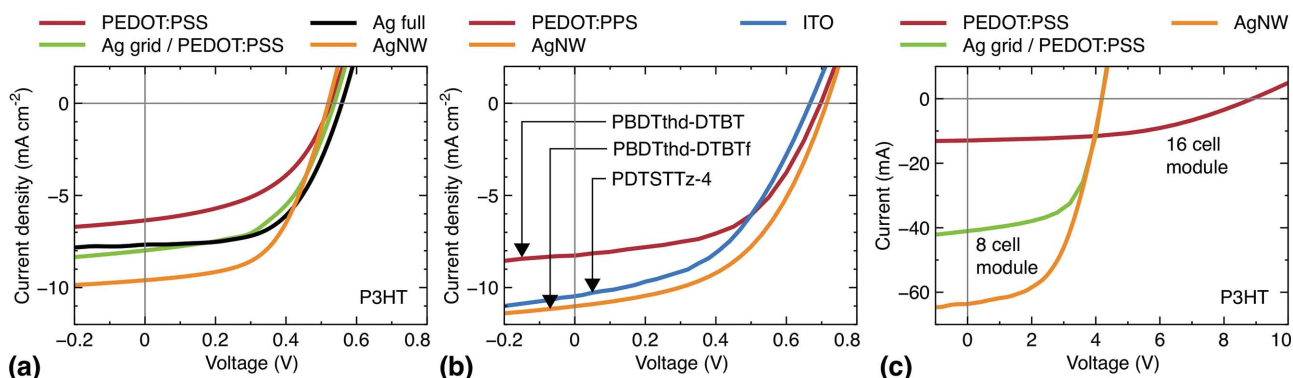 PEDOT:PSS
Ag grid / PEDOT:PSS
Ag full
AgNW
Current density (mA cm⁻²)
0
−5
−10
−0.2 0 0.2 0.4 0.6 0.8
Voltage (V)
P3HT
(a)
PEDOT:PPS
AgNW
ITO
Current density (mA cm⁻²)
0
−5
−10
PBDTthd-DTBT
PBDTthd-DTBTf
PDTSTTz-4
−0.2 0 0.2 0.4 0.6 0.8
Voltage (V)
(b)
PEDOT:PSS
Ag grid / PEDOT:PSS
AgNW
Current (mA)
0
−20
−40
−60
16 cell
module
8 cell
module
P3HT
0 2 4 6 8 10
Voltage (V)
(c)